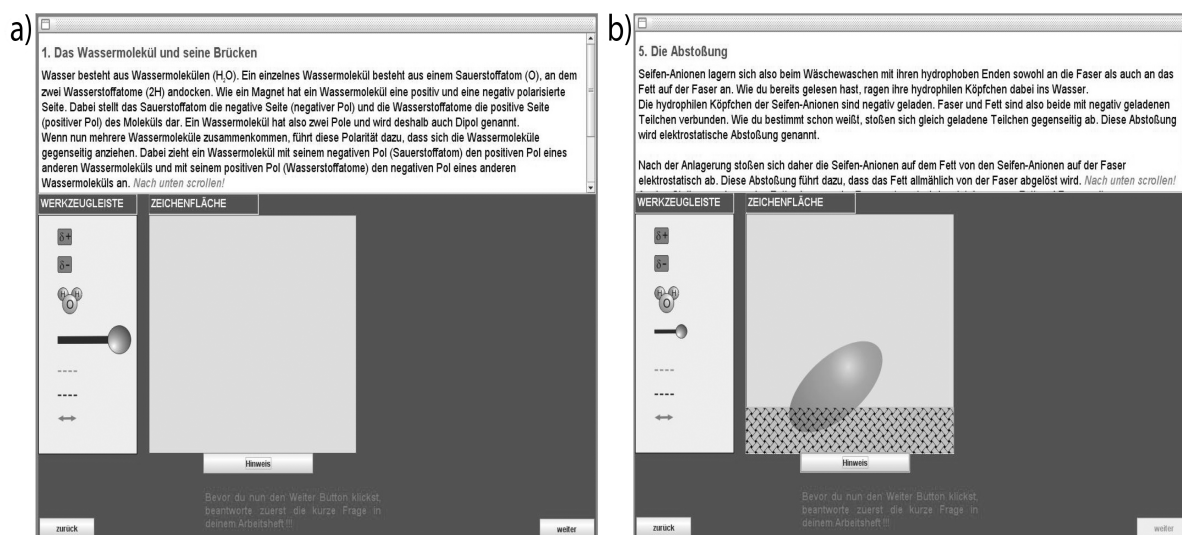 a)
1. Das Wassermolekül und seine Brücken
Wasser besteht aus Wassermolekülen (H₂O). Ein einzelnes Wassermolekül besteht aus einem Sauerstoffatom (O), an dem
zwei Wasserstoffatome (2H) andocken. Wie ein Magnet hat ein Wassermolekül eine positiv und eine negativ polarisierte
Seite. Dabei stellt das Sauerstoffatom die negative Seite (negativer Pol) und die Wasserstoffatome die positive Seite
(positiver Pol) des Moleküls dar. Ein Wassermolekül hat also zwei Pole und wird deshalb auch Dipol genannt.
Wenn nun mehrere Wassermoleküle zusammenkommen, führt diese Polarität dazu, dass sich die Wassermoleküle
gegenseitig anziehen. Dabei zieht ein Wassermolekül mit seinem negativen Pol (Sauerstoffatom) den positiven Pol eines
anderen Wassermoleküls und mit seinem positiven Pol (Wasserstoffatome) den negativen Pol eines anderen
Wassermoleküls an. Nach unten scrollen!
WERKZEUGLEISTE
ZEICHENFLÄCHE
δ+
δ-
H H
O
Hinweis
Bevor du nun den Weiter Button klickst,
beantworte zuerst die kurze Frage in
deinem Arbeitsheft !!!
zurück
weiter
b)
5. Die Abstoßung
Seifen-Anionen lagern sich also beim Wäschewaschen mit ihren hydrophoben Enden sowohl an die Faser als auch an das
Fett auf der Faser an. Wie du bereits gelesen hast, ragen ihre hydrophilen Köpfchen dabei ins Wasser.
Die hydrophilen Köpfchen der Seifen-Anionen sind negativ geladen. Faser und Fett sind also beide mit negativ geladenen
Teilchen verbunden. Wie du bestimmt schon weißt, stoßen sich gleich geladene Teilchen gegenseitig ab. Diese Abstoßung
wird elektrostatische Abstoßung genannt.
Nach der Anlagerung stoßen sich daher die Seifen-Anionen auf dem Fett von den Seifen-Anionen auf der Faser
elektrostatisch ab. Diese Abstoßung führt dazu, dass das Fett allmählich von der Faser abgelöst wird. Nach unten scrollen!
WERKZEUGLEISTE
ZEICHENFLÄCHE
δ+
δ-
H H
O
Hinweis
Bevor du nun den Weiter Button klickst,
beantworte zuerst die kurze Frage in
deinem Arbeitsheft !!!
zurück
weiter